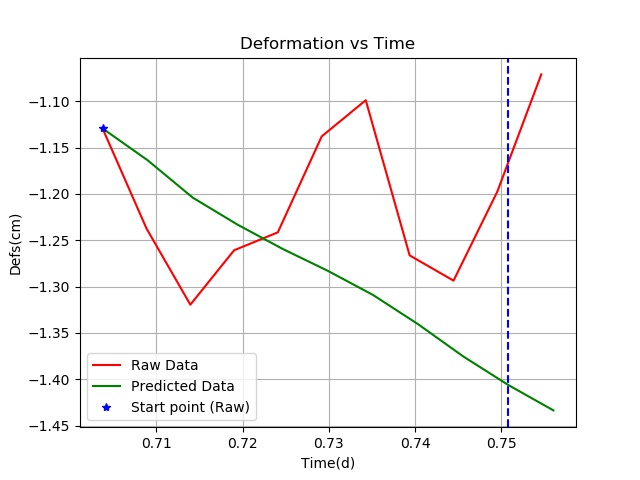 Deformation vs Time
Defs(cm)
−1.10
−1.15
−1.20
−1.25
−1.30
−1.35
−1.40
−1.45
Raw Data
Predicted Data
Start point (Raw)
0.71 0.72 0.73 0.74 0.75
Time(d)